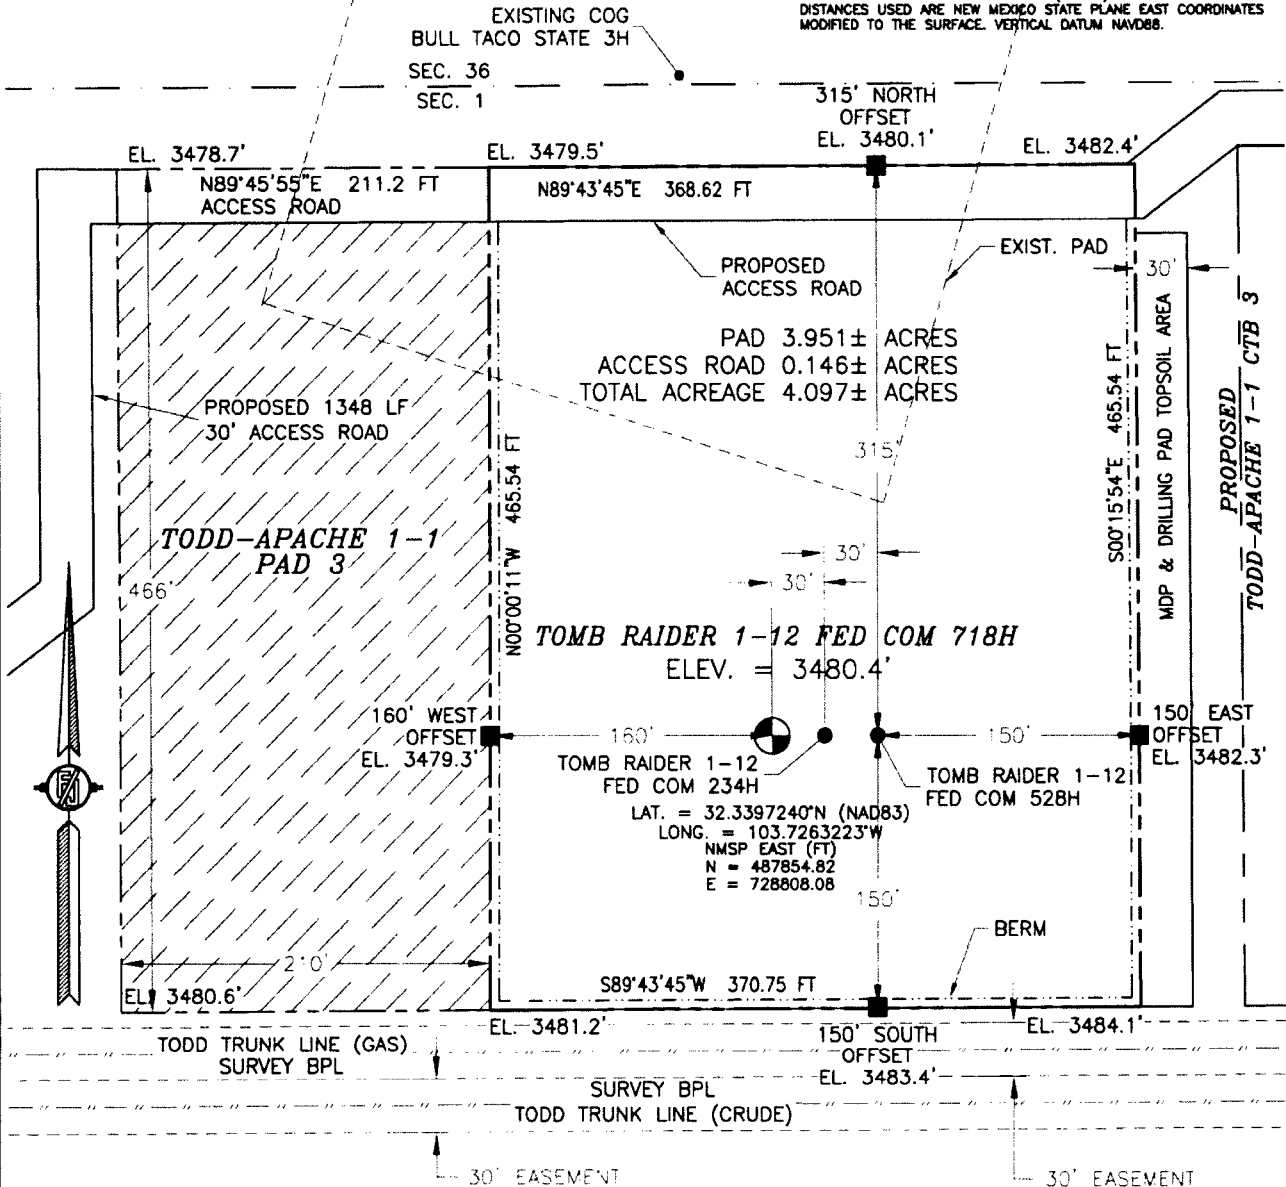 DISTANCES USED ARE NEW MEXICO STATE PLANE EAST COORDINATES
MODIFIED TO THE SURFACE. VERTICAL DATUM NAVD88.
EXISTING COG
BULL TACO STATE 3H
SEC. 36
SEC. 1
315' NORTH
OFFSET
EL. 3480.1'
EL. 3478.7'
EL. 3479.5'
EL. 3482.4'
N89°45'55"E 211.2 FT
ACCESS ROAD
N89°43'45"E 368.62 FT
EXIST. PAD
PROPOSED
ACCESS ROAD
30'
PAD 3.951± ACRES
ACCESS ROAD 0.146± ACRES
TOTAL ACREAGE 4.097± ACRES
PROPOSED 1348 LF
30' ACCESS ROAD
315'
N00°00'11"W 465.54 FT
S00°15'54"E 465.54 FT
MDP & DRILLING PAD TOPSOIL AREA
PROPOSED
TODD-APACHE 1-1 CTB 3
TODD-APACHE 1-1
PAD 3
466'
30'
30'
TOMB RAIDER 1-12 FED COM 718H
ELEV. = 3480.4'
160' WEST
OFFSET
EL. 3479.3'
160'
150'
150' EAST
OFFSET
EL. 3482.3'
TOMB RAIDER 1-12
FED COM 234H
TOMB RAIDER 1-12
FED COM 528H
LAT. = 32.3397240°N (NAD83)
LONG. = 103.7263223°W
NMSP EAST (FT)
N = 487854.82
E = 728808.08
150'
BERM
210'
S89°43'45"W 370.75 FT
EL. 3480.6'
EL. 3481.2'
EL. 3484.1'
150' SOUTH
OFFSET
EL. 3483.4'
TODD TRUNK LINE (GAS)
SURVEY BPL
SURVEY BPL
TODD TRUNK LINE (CRUDE)
30' EASEMENT
30' EASEMENT